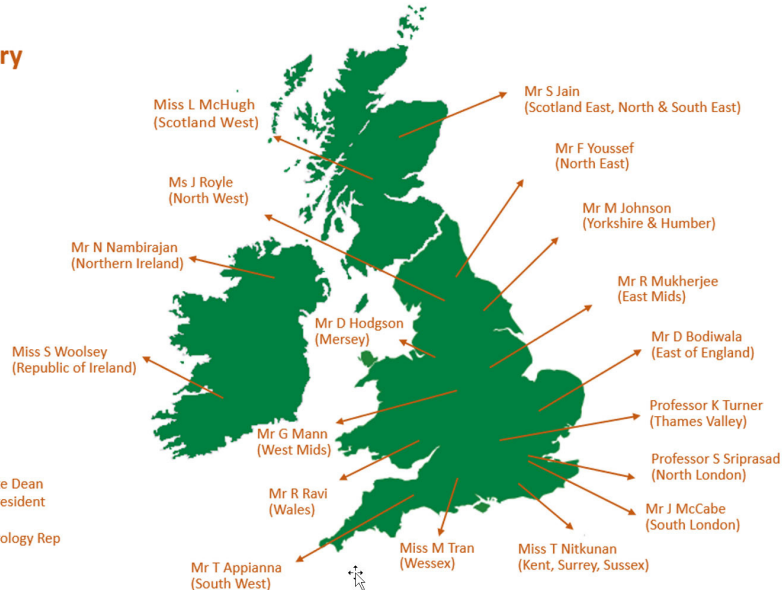 ry
Mr S Jain
(Scotland East, North & South East)
Miss L McHugh
(Scotland West)
Mr F Youssef
(North East)
Ms J Royle
(North West)
Mr M Johnson
(Yorkshire & Humber)
Mr N Nambirajan
(Northern Ireland)
Mr R Mukherjee
(East Mids)
Mr D Hodgson
(Mersey)
Mr D Bodiwala
(East of England)
Miss S Woolsey
(Republic of Ireland)
Professor K Turner
(Thames Valley)
Mr G Mann
(West Mids)
Professor S Sriprasad
(North London)
e Dean
esident
Mr R Ravi
(Wales)
Mr J McCabe
(South London)
ology Rep
Miss M Tran
(Wessex)
Miss T Nitkunan
(Kent, Surrey, Sussex)
Mr T Appianna
(South West)